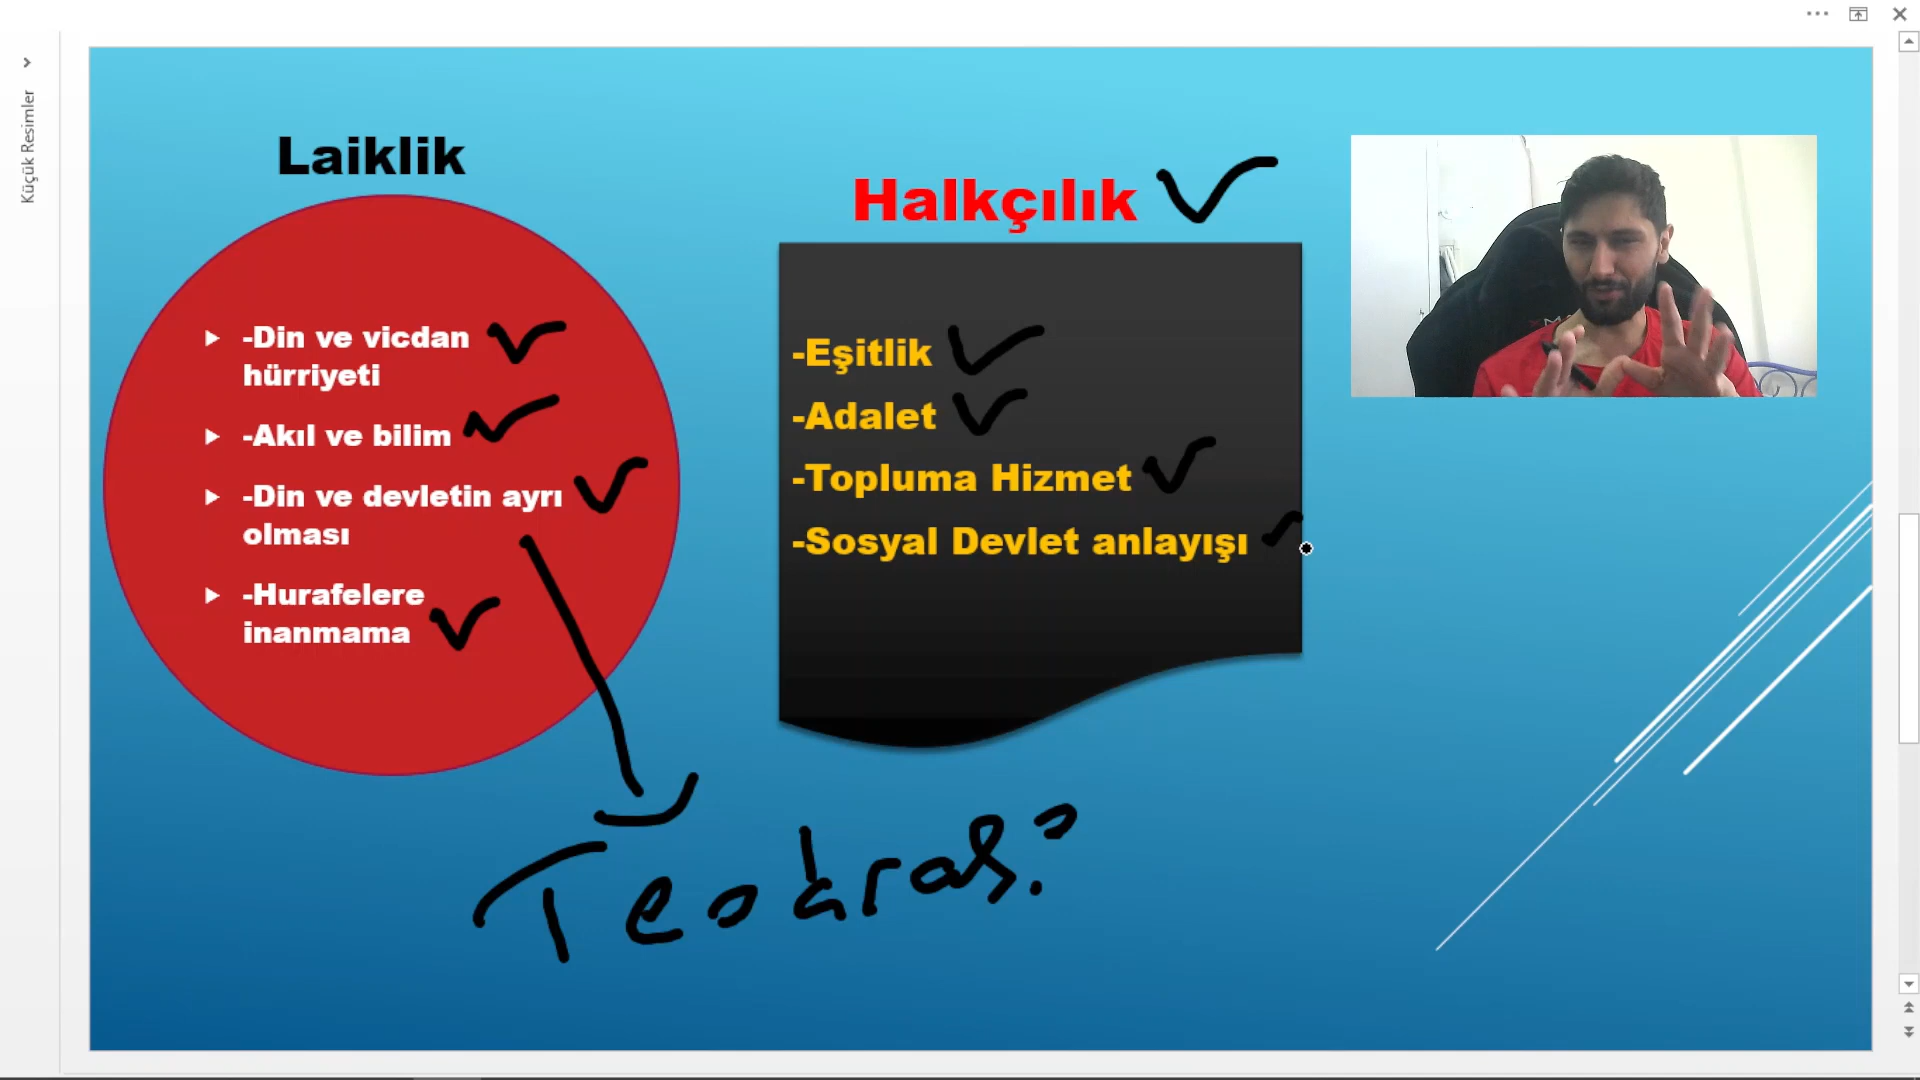 Küçük Resimler
Laiklik
-Din ve vicdan
hürriyeti
-Akıl ve bilim
-Din ve devletin ayrı
olması
-Hurafelere
inanmama
Halkçılık
-Eşitlik
-Adalet
-Topluma Hizmet
-Sosyal Devlet anlayışı